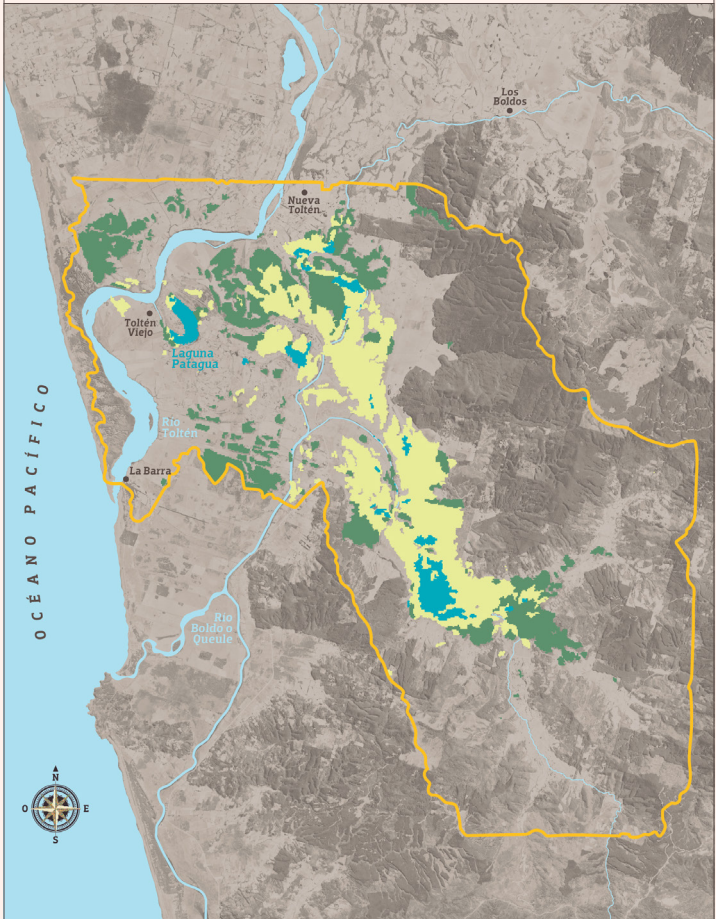 Los
Boldos
Nueva
Toltén
Toltén
Viejo
Laguna
Patagua
Río
Toltén
La Barra
OCÉANO PACÍFICO
Río
Boldo o
Queule
N
O
E
S